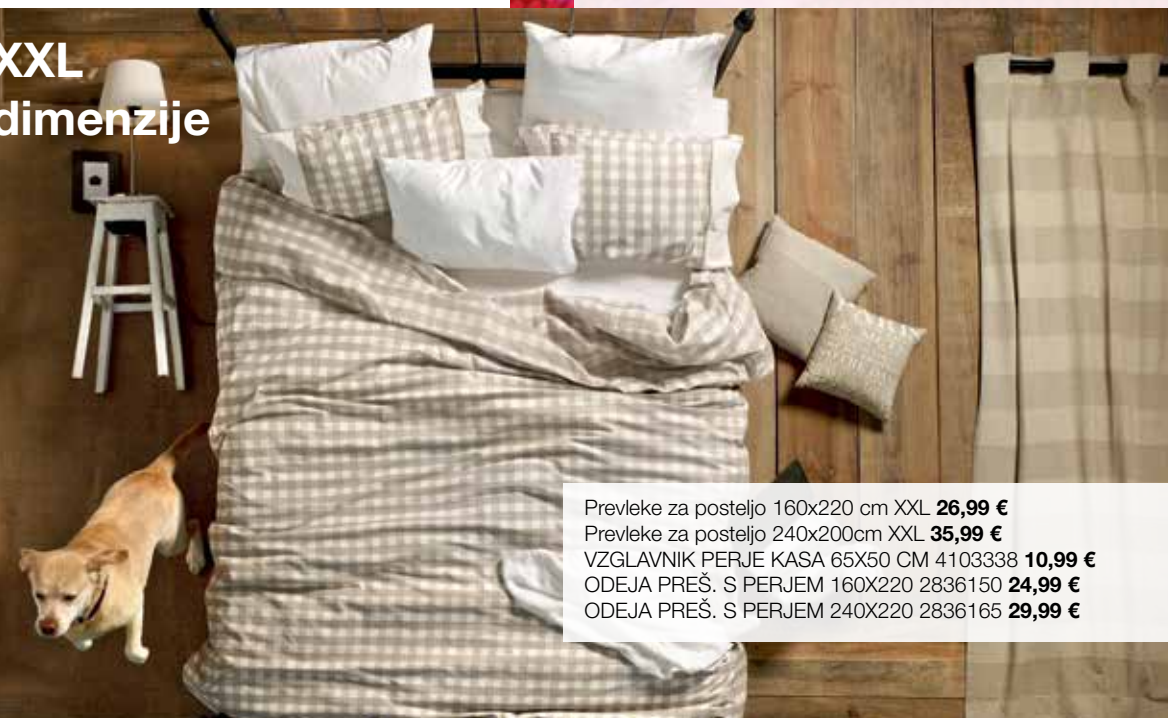 XXL
dimenzije
Prevleke za posteljo 160x220 cm XXL 26,99 €
Prevleke za posteljo 240x200cm XXL 35,99 €
VZGLAVNIK PERJE KASA 65X50 CM 4103338 10,99 €
ODEJA PREŠ. S PERJEM 160X220 2836150 24,99 €
ODEJA PREŠ. S PERJEM 240X220 2836165 29,99 €